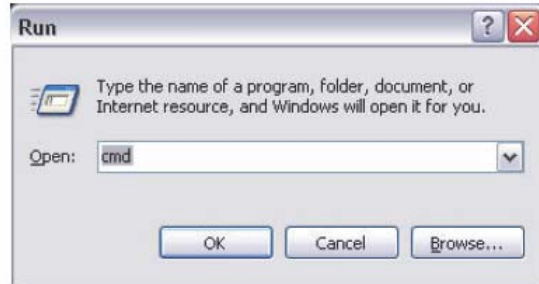 Run
Type the name of a program, folder, document, or
Internet resource, and Windows will open it for you.
Open: cmd
OK Cancel Browse...